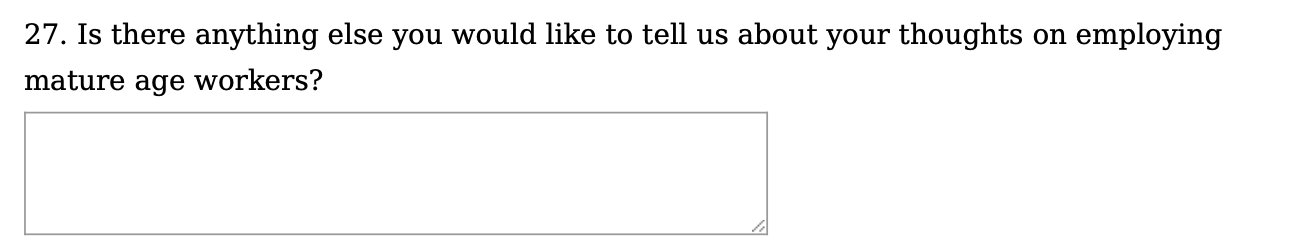 27. Is there anything else you would like to tell us about your thoughts on employing
mature age workers?